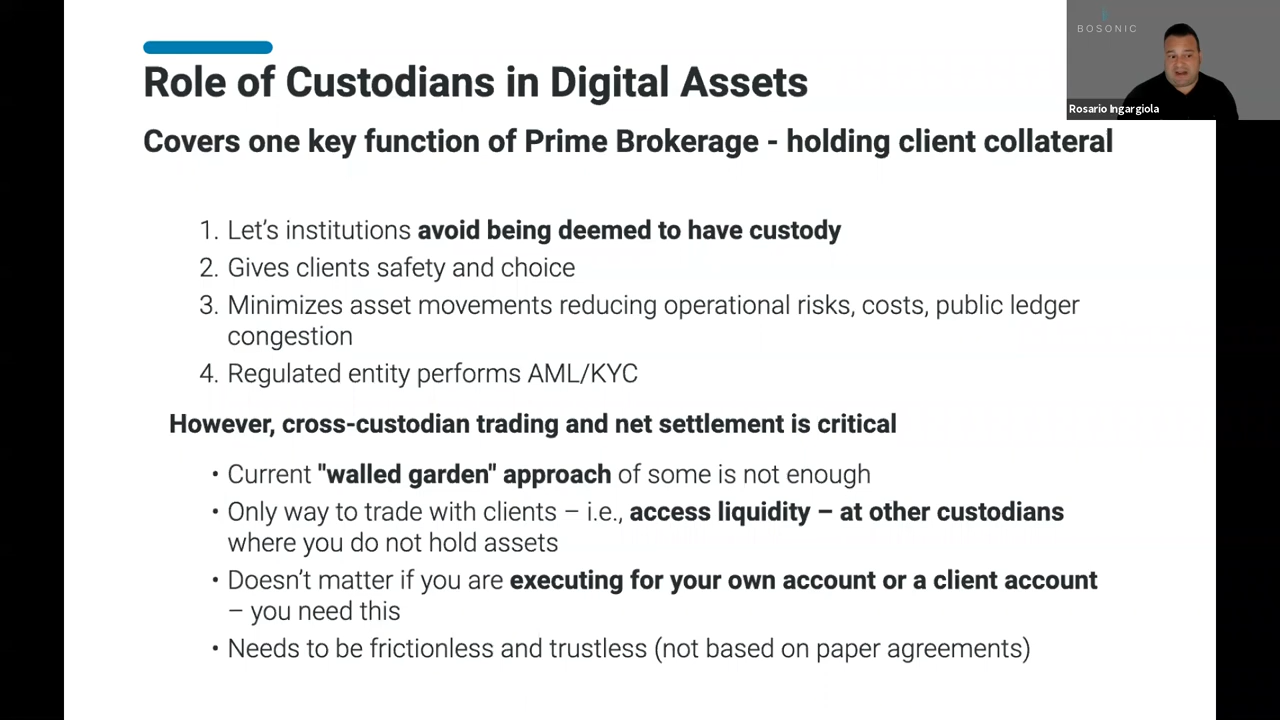 Role of Custodians in Digital Assets
Covers one key function of Prime Brokerage - holding client collateral
1. Let's institutions avoid being deemed to have custody
2. Gives clients safety and choice
3. Minimizes asset movements reducing operational risks, costs, public ledger
congestion
4. Regulated entity performs AML/KYC
However, cross-custodian trading and net settlement is critical
• Current "walled garden" approach of some is not enough
• Only way to trade with clients – i.e., access liquidity – at other custodians
where you do not hold assets
• Doesn't matter if you are executing for your own account or a client account
– you need this
• Needs to be frictionless and trustless (not based on paper agreements)
BOSONIC
Rosario Ingargiola